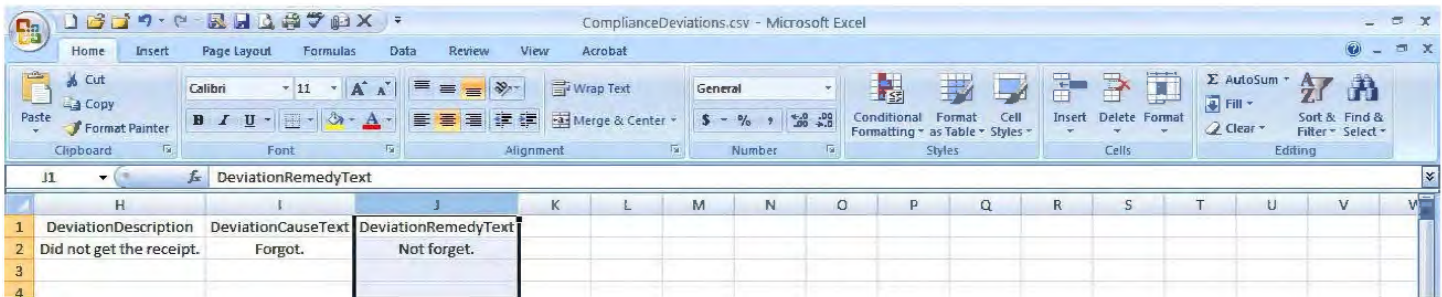 ComplianceDeviations.csv - Microsoft Excel
Home Insert Page Layout Formulas Data Review View Acrobat
Cut
Copy
Format Painter
Paste
Clipboard
Calibri 11
B I U
Font
Wrap Text
Merge & Center
Alignment
General
$ % ,
Number
Conditional Formatting
Format as Table
Cell Styles
Styles
Insert Delete Format
Cells
Σ AutoSum
Fill
Clear
Sort & Filter
Find & Select
Editing
J1 fx DeviationRemedyText
H I J K L M N O P Q R S T U V W
1 DeviationDescription DeviationCauseText DeviationRemedyText
2 Did not get the receipt. Forgot. Not forget.
3
4